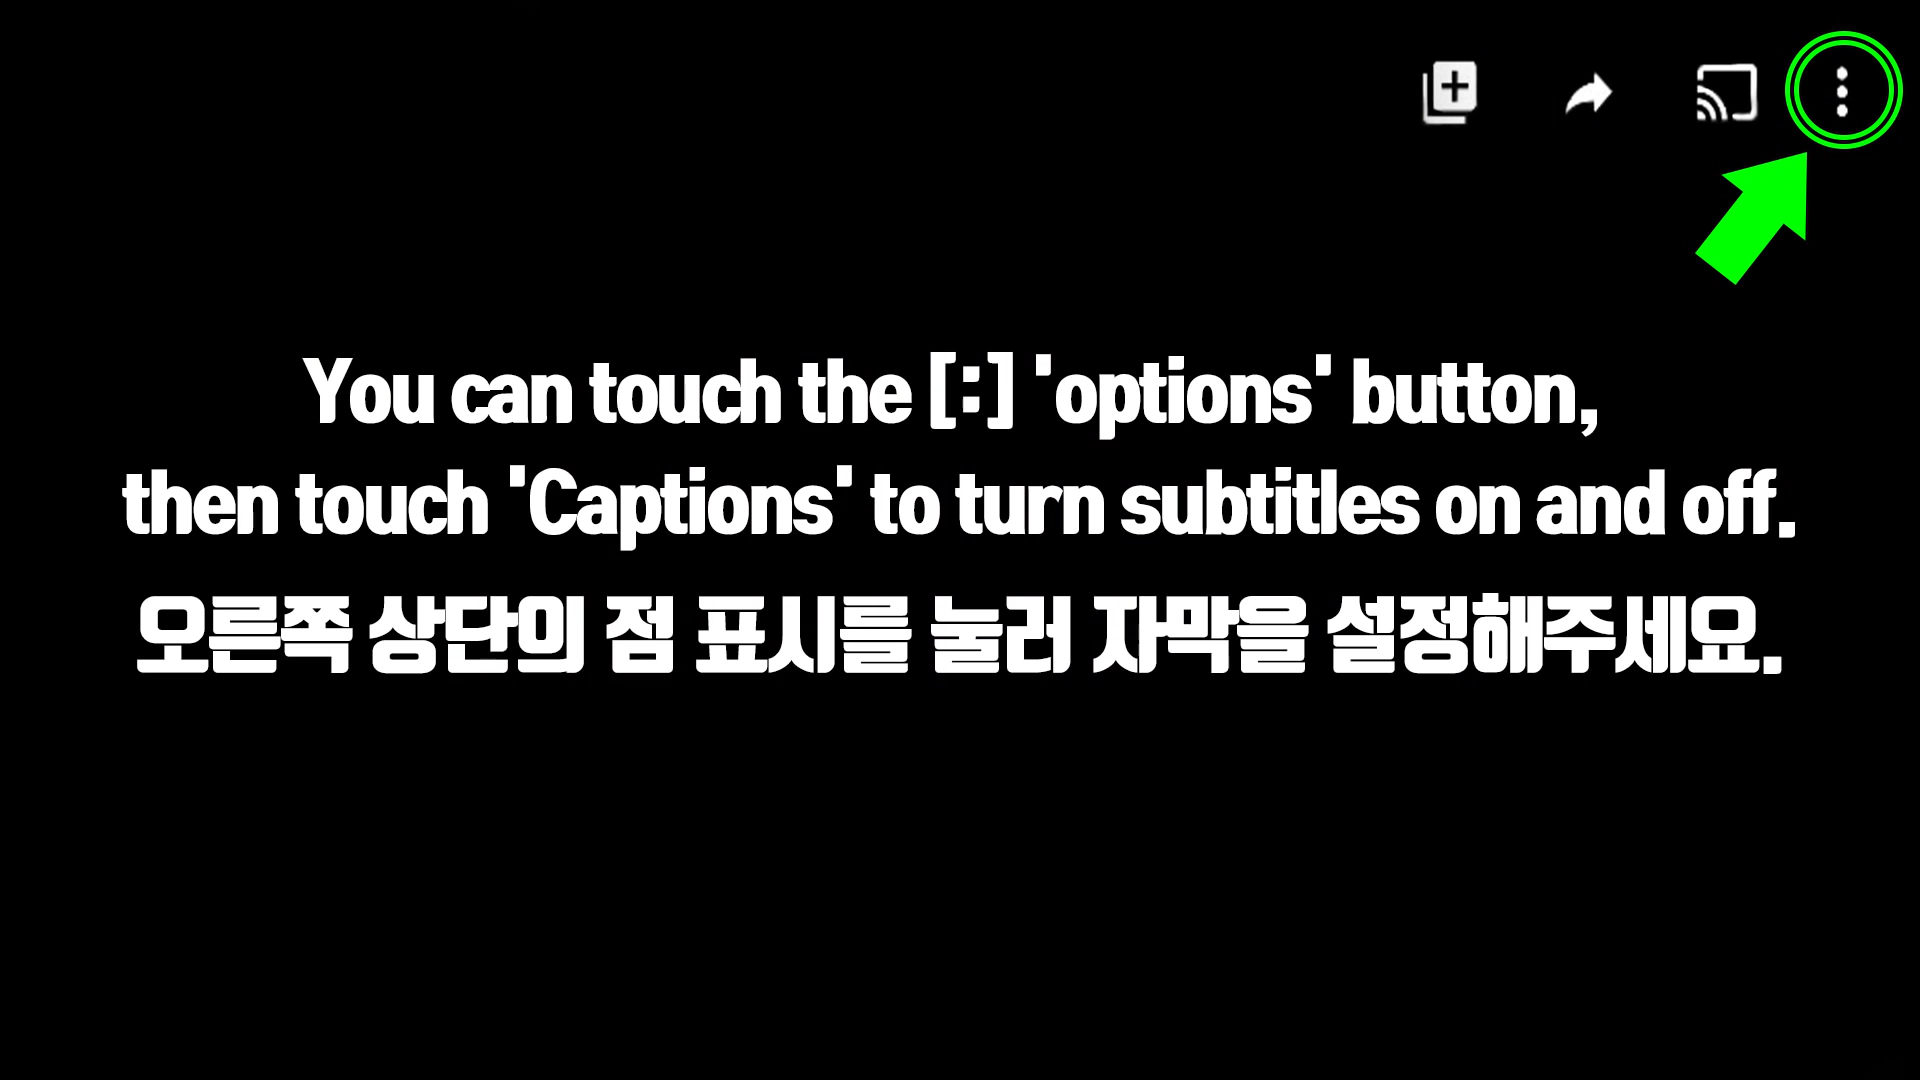 You can touch the [:] 'options' button,
then touch 'Captions' to turn subtitles on and off.
오른쪽 상단의 점 표시를 눌러 자막을 설정해주세요.